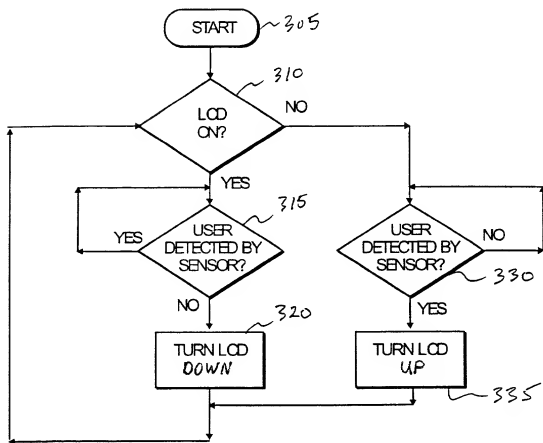 START
305
310
LCD
ON?
NO
YES
315
YES
USER
DETECTED BY
SENSOR?
NO
USER
DETECTED BY
SENSOR?
NO
330
YES
320
TURN LCD
DOWN
TURN LCD
UP
335